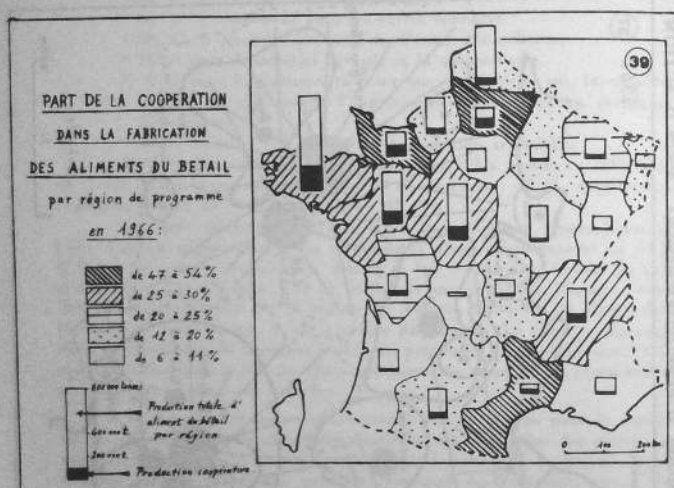 39
PART DE LA COOPERATION
DANS LA FABRICATION
DES ALIMENTS DU BETAIL
par région de programme
en 1966:
de 47 à 54%
de 25 à 30%
de 20 à 25%
de 12 à 20%
de 6 à 11%
Production totale d'
aliment du bétail
par région
Production coopérative
0 100 200 km